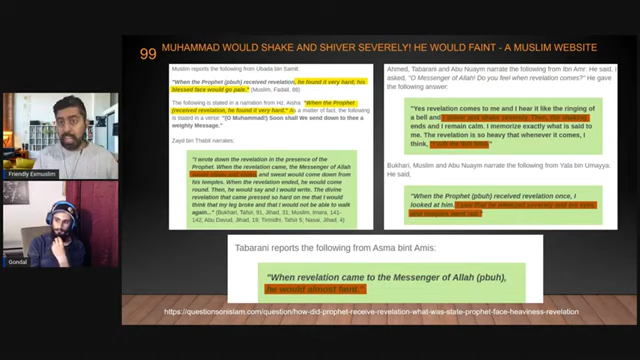 99 MUHAMMAD WOULD SHAKE AND SHIVER SEVERELY! HE WOULD FAINT - A MUSLIM WEBSITE
Muslim reports the following from Ubada bin Samit:
"When the Prophet (pbuh) received revelation, he found it very hard; his
blessed face would go pale." (Muslim, Fadail, 88)
The following is stated in a narration from Hz. Aisha: "When the Prophet
(received revelation, he found it very hard." As a matter of fact, the following
is stated in a verse: "(O Muhammad!) Soon shall We send down to thee a
weighty Message."
Zayd bin Thabit narrates:
"I wrote down the revelation in the presence of the Prophet.
When the revelation came, the Messenger of Allah
and sweat would come down from
his temples. When the revelation ended, he would come
round. Then, he would say and I would write. The divine
revelation that came pressed so hard on me that I would
think that my leg broke and that I would not be able to walk
again..." (Bukhari, Tafsir, 91, Jihad, 31; Muslim, Imara, 141-
142, Abu Davud, Jihad, 19; Tirmidhi, Tafsir 5; Nasai, Jihad, 4)
Ahmed, Tabarani and Abu Nuaym narrate the following from Ibn Amr: He said. I
asked, "O Messenger of Allah! Do you feel when revelation comes? He gave
the following answer:
"Yes revelation comes to me and I hear it like the ringing of
a bell and I shiver and shake severely. Then, the shaking
ends and I remain calm. I memorize exactly what is said to
me. The revelation is so heavy that whenever it comes, I
think,
Bukhari, Muslim and Abu Nuaym narrate the following from Yala bin Umayya:
He said,
"When the Prophet (pbuh) received revelation once, I
looked at him. I saw that he wheezed severely and his eyes
and temples went red."
Tabarani reports the following from Asma bint Amis:
"When revelation came to the Messenger of Allah (pbuh),
he would almost faint."
https://questionsonislam.com/question/how-did-prophet-receive-revelation-what-was-state-prophet-face-heaviness-revelation
Friendly Exmuslim
Gondal